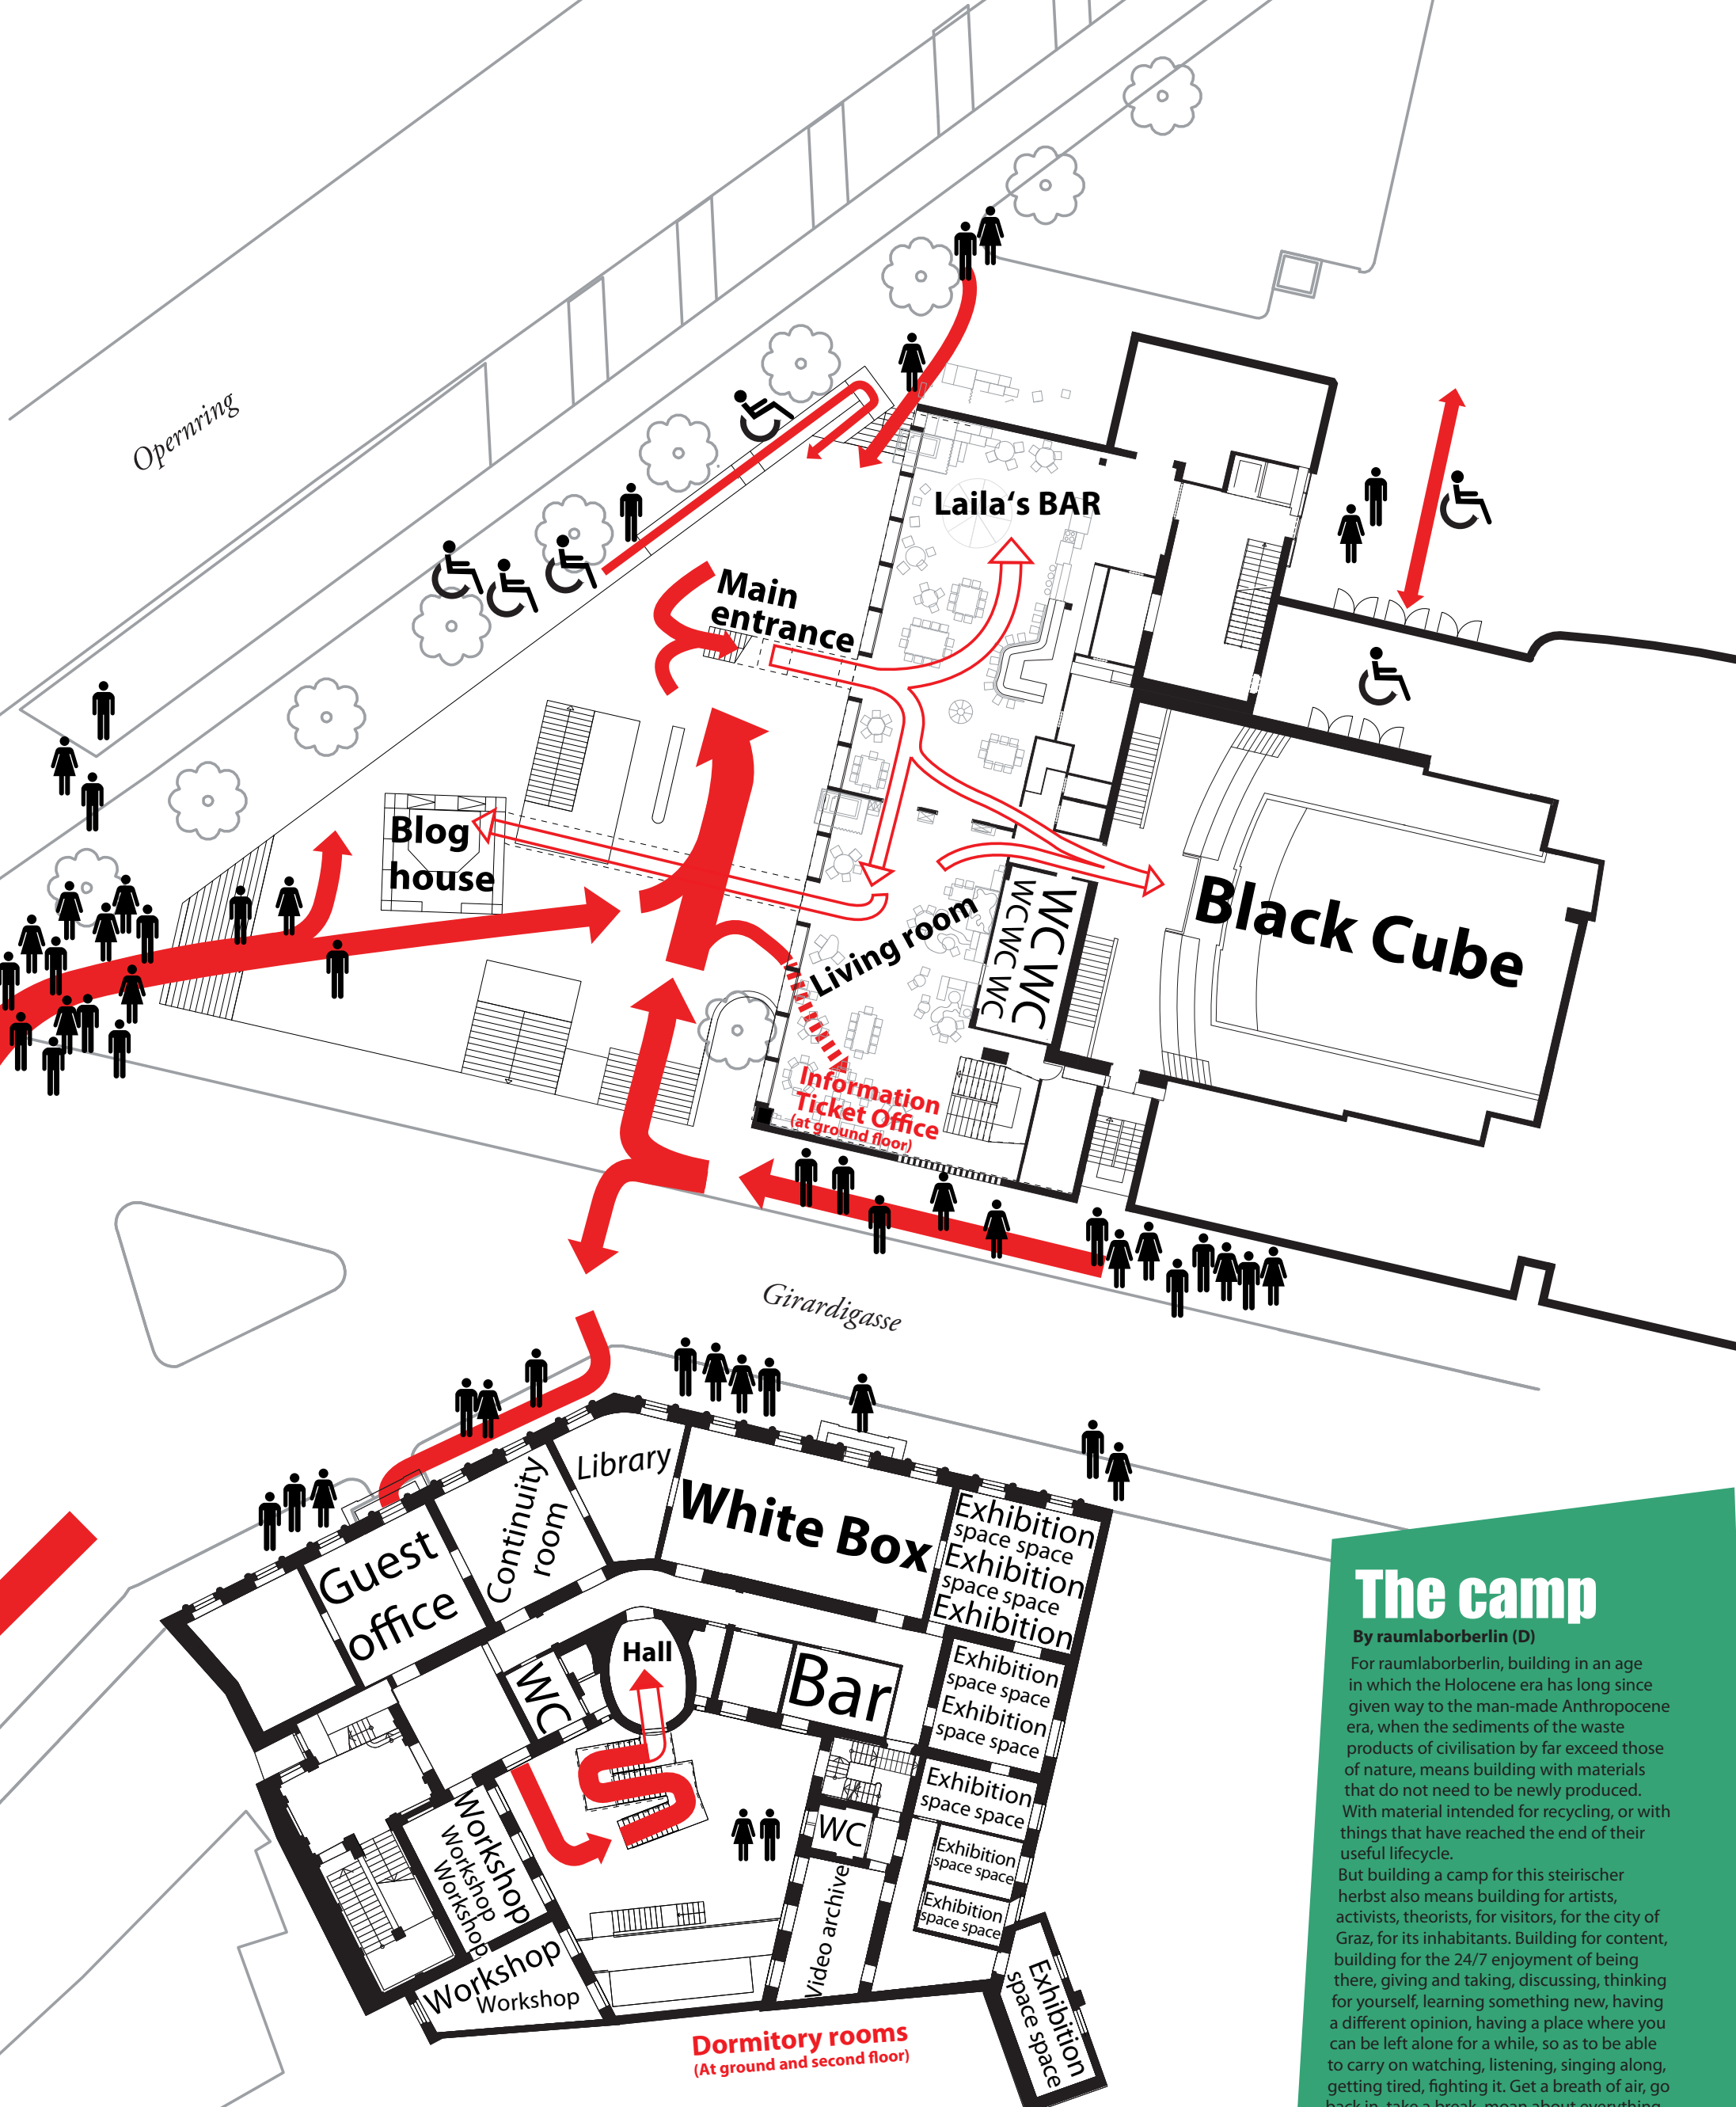 Opernring
Laila‘s BAR
Main
entrance
Blog
house
Living room
WC WC
WC WC WC
Black Cube
Information
Ticket Office
(at ground floor)
Girardigasse
Library
Continuity
room
White Box
Guest
office
Exhibition
space space
Exhibition
space space
Exhibition
Hall
WC
Bar
Exhibition
space space
Exhibition
space space
Exhibition
space space
Exhibition
space space
Exhibition
space space
Exhibition
space space
WC
Video archive
Workshop
Workshop
Workshop
Workshop
Workshop
Dormitory rooms
(At ground and second floor)
The camp
By raumlaborberlin (D)
For raumlaborberlin, building in an age
in which the Holocene era has long since
given way to the man-made Anthropocene
era, when the sediments of the waste
products of civilisation by far exceed those
of nature, means building with materials
that do not need to be newly produced.
With material intended for recycling, or with
things that have reached the end of their
useful lifecycle.
But building a camp for this steirischer
herbst also means building for artists,
activists, theorists, for visitors, for the city of
Graz, for its inhabitants. Building for content,
building for the 24/7 enjoyment of being
there, giving and taking, discussing, thinking
for yourself, learning something new, having
a different opinion, having a place where you
can be left alone for a while, so as to be able
to carry on watching, listening, singing along,
getting tired, fighting it. Get a breath of air, go
back in, take a break, moan about everything